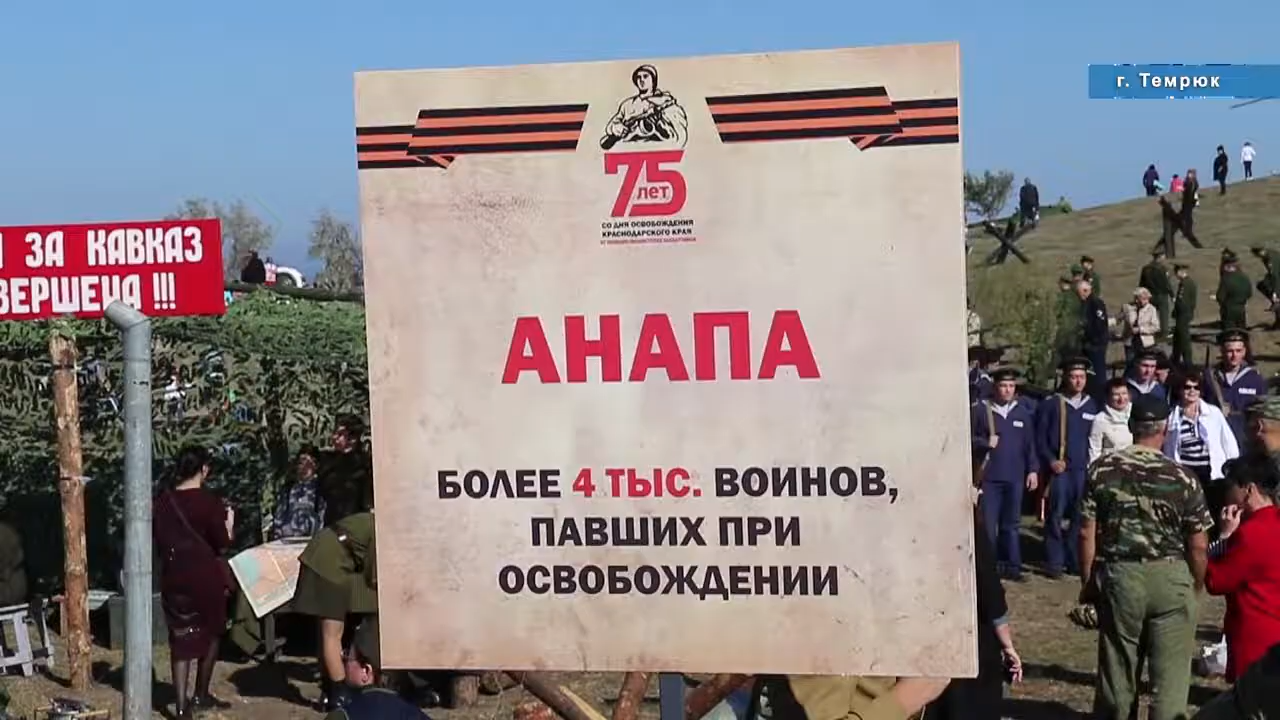 г. Темрюк
75
лет
СО ДНЯ ОСВОБОЖДЕНИЯ
КРАСНОДАРСКОГО КРАЯ
ЗА КАВКАЗ
ВЕРШЕНА !!!
АНАПА
БОЛЕЕ 4 ТЫС. ВОИНОВ,
ПАВШИХ ПРИ
ОСВОБОЖДЕНИИ